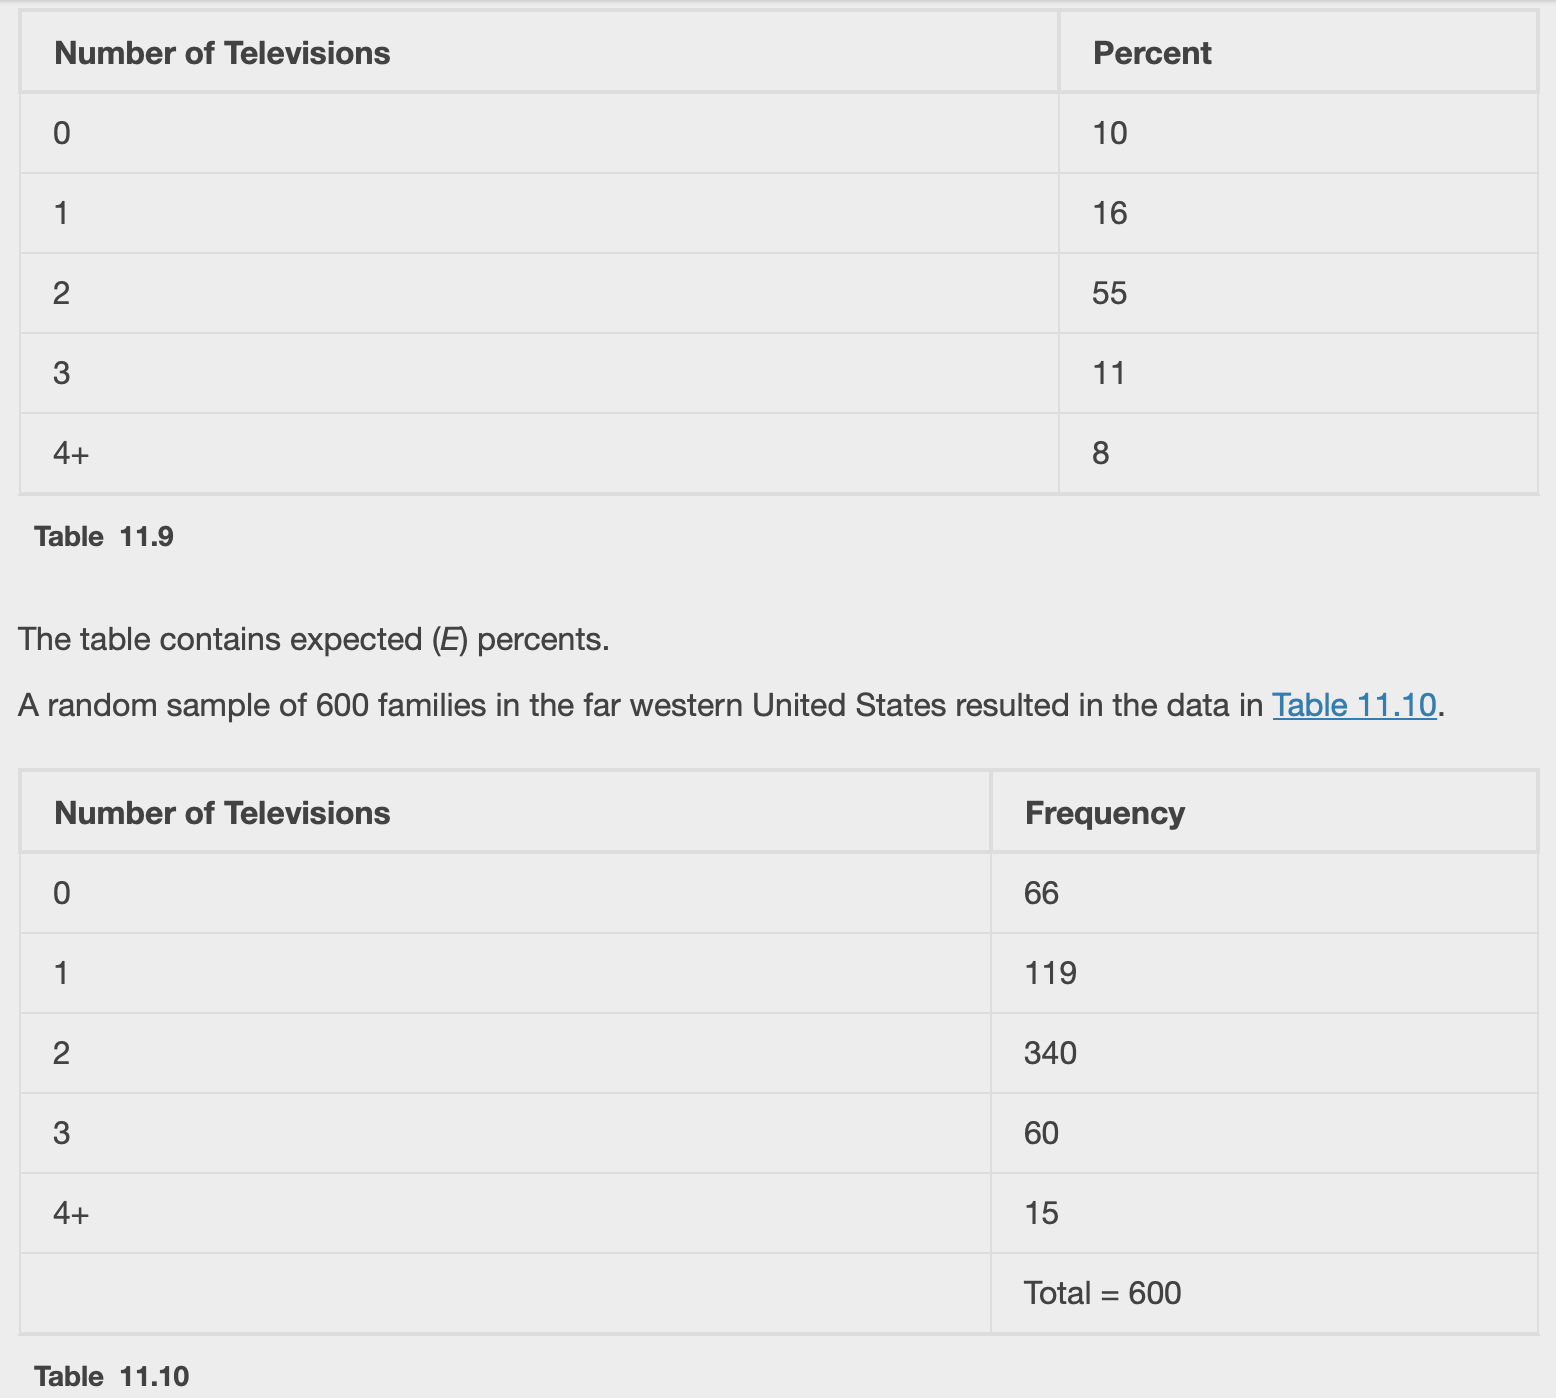 Number of Televisions Percent
0 10
1 16
2 55
3 11
4+ 8
Table 11.9
The table contains expected (E) percents.
A random sample of 600 families in the far western United States resulted in the data in Table 11.10.
Number of Televisions Frequency
0 66
1 119
2 340
3 60
4+ 15
Total = 600
Table 11.10